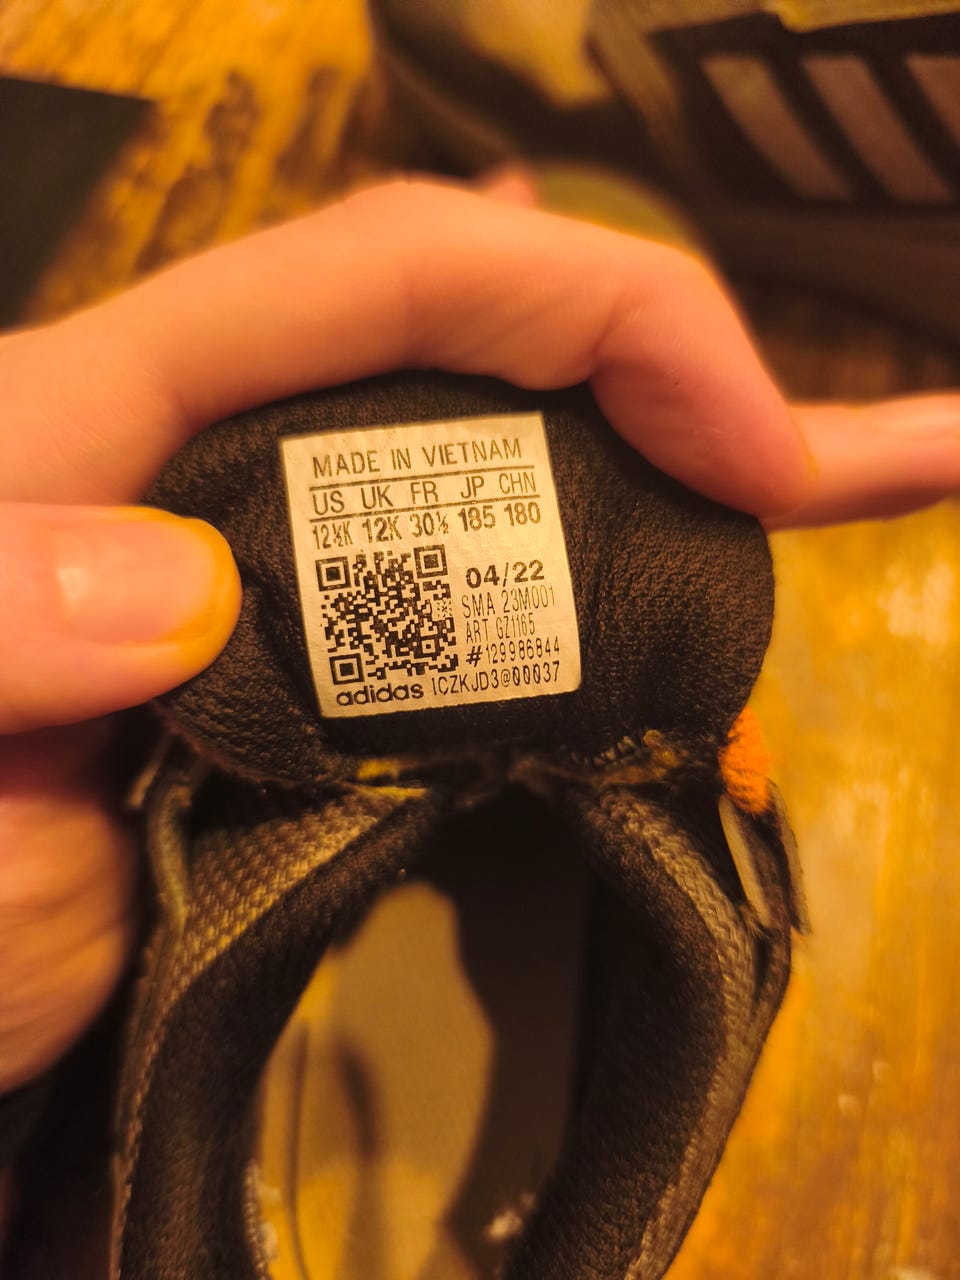 MADE IN VIETNAM
US UK FR JP CHN
12½K 12K 30½ 185 180
04/22
SMA 23M001
ART GZ1165
#129986844
adidas 1CZKJD3@00037